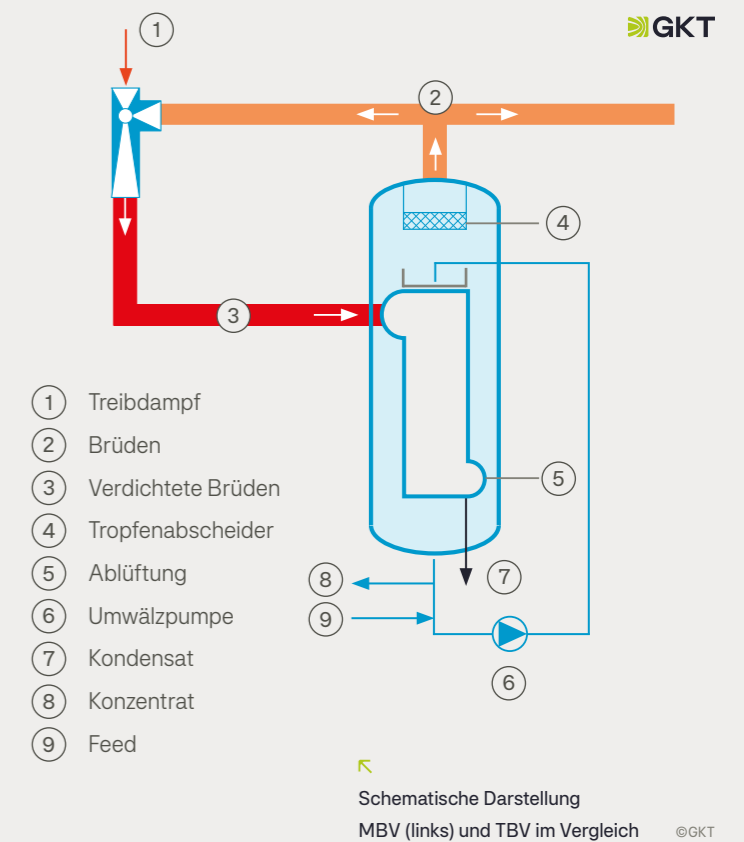 1
GKT
2
4
3
1 Treibdampf
2 Brüden
3 Verdichtete Brüden
4 Tropfenabscheider
5 Ablüftung
6 Umwälzpumpe
7 Kondensat
8 Konzentrat
9 Feed
5
8
7
9
6
Schematische Darstellung
MBV (links) und TBV im Vergleich
©GKT